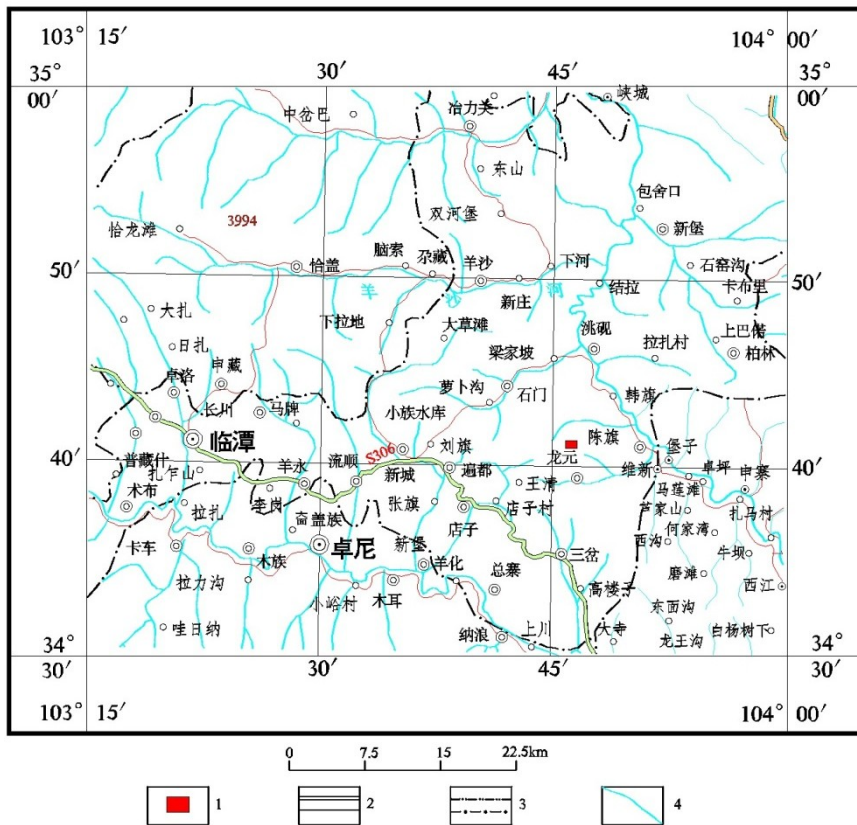 103° 15′ 104° 00′
30′ 45′
35° 00′ 35° 00′
峡城
冶力关
中岔巴
东山
包舍口
双河堡
新堡
恰龙滩 3994
脑索 尕藏 羊沙 下河
恰盖 石窑沟
50′ 50′
结拉 卡布里
羊 沙 河
新庄
大扎 下拉地 大草滩
洮砚 上巴偖
日扎 梁家坡 拉扎村 柏林
卓洛 申藏
萝卜沟 石门 韩旗
长川 马牌 小族水库
临潭 刘旗 陈旗
S306 龙元 堡子
40′ 40′
普藏什 扎乍山 羊永 流顺 新城 遍都 维新 卓坪 申寨
术布 李岗 王清 马莲滩
拉扎 张旗 店子村 芦家山 扎马村
奋盖族 店子 何家湾
卡车 木族 卓尼 新堡 羊化 三岔 西沟 牛坝
拉力沟 总寨 磨滩 西江
小峪村 木耳 高楼子
东面沟
哇日纳 纳浪 上川 大寺 龙王沟 白杨树下
34° 30′ 34° 30′
30′ 45′
103° 15′ 104° 00′
0 7.5 15 22.5km
1 2 3 4